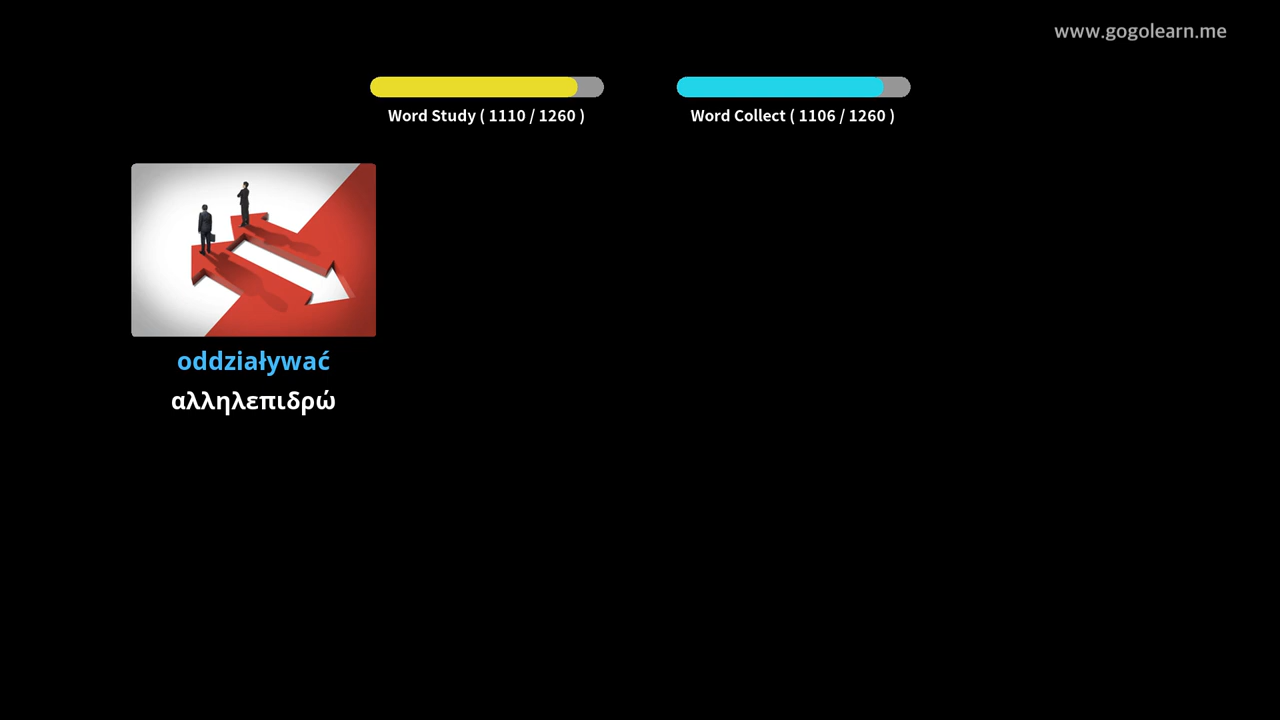 www.gogolearn.me
Word Study ( 1110 / 1260 )
Word Collect ( 1106 / 1260 )
oddziaływać
αλληλεπιδρώ